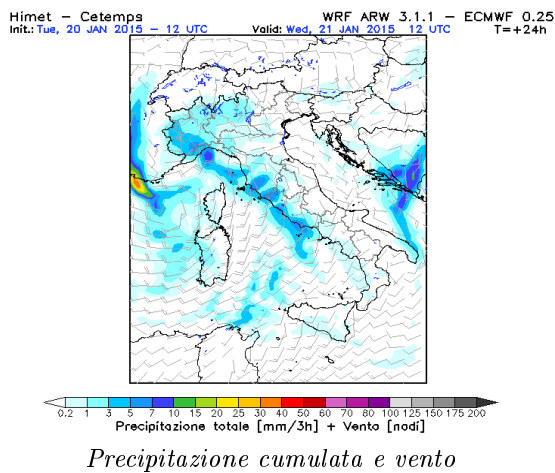 Himet – Cetemps WRF ARW 3.1.1 – ECMWF 0.25
Init.: Tue, 20 JAN 2015 – 12 UTC Valid: Wed, 21 JAN 2015 12 UTC T=+24h
0.2 1 3 5 7 10 15 20 25 30 40 50 60 70 80 100 125 150 175 200
Precipitazione totale [mm/3h] + Vento [nodi]
Precipitazione cumulata e vento